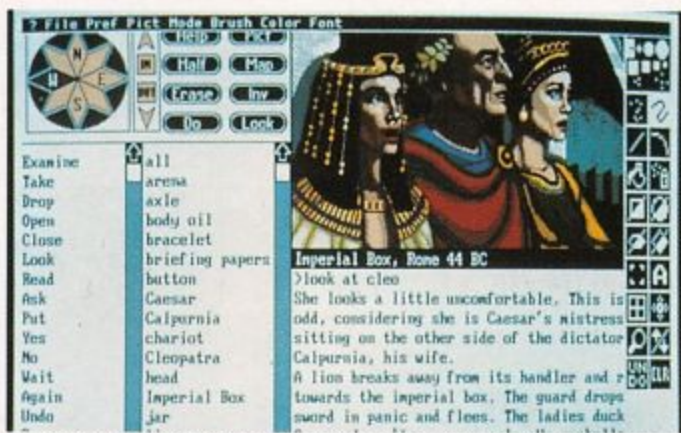 ? File Pref Pict Mode Brush Color Font
N
W E
S
IN
OUT
Help Pict
Half Map
Erase Inv
Do Look
Examine
Take
Drop
Open
Close
Look
Read
Ask
Put
Yes
No
Wait
Again
Undo
all
arena
axle
body oil
bracelet
briefing papers
button
Caesar
Calpurnia
chariot
Cleopatra
head
Imperial Box
jar
Imperial Box, Rome 44 BC
>look at cleo
She looks a little uncomfortable. This is
odd, considering she is Caesar's mistress
sitting on the other side of the dictator
Calpurnia, his wife.
A lion breaks away from its handler and r
towards the imperial box. The guard drops
sword in panic and flees. The ladies duck
A
UN
DO
CLR